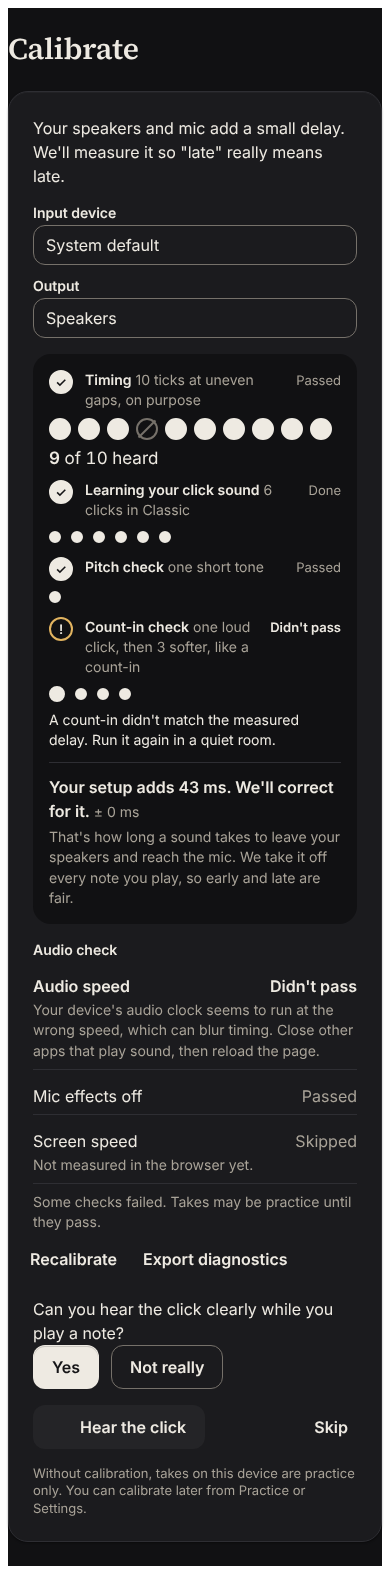 Calibrate
Your speakers and mic add a small delay.
We'll measure it so "late" really means
late.
Input device
System default
Output
Speakers
Timing 10 ticks at uneven Passed
gaps, on purpose
9 of 10 heard
Learning your click sound 6 Done
clicks in Classic
Pitch check one short tone Passed
Count-in check one loud Didn't pass
click, then 3 softer, like a
count-in
A count-in didn't match the measured
delay. Run it again in a quiet room.
Your setup adds 43 ms. We'll correct
for it. ± 0 ms
That's how long a sound takes to leave your
speakers and reach the mic. We take it off
every note you play, so early and late are
fair.
Audio check
Audio speed Didn't pass
Your device's audio clock seems to run at the
wrong speed, which can blur timing. Close other
apps that play sound, then reload the page.
Mic effects off Passed
Screen speed Skipped
Not measured in the browser yet.
Some checks failed. Takes may be practice until
they pass.
Recalibrate Export diagnostics
Can you hear the click clearly while you
play a note?
Yes Not really
Hear the click Skip
Without calibration, takes on this device are practice
only. You can calibrate later from Practice or
Settings.